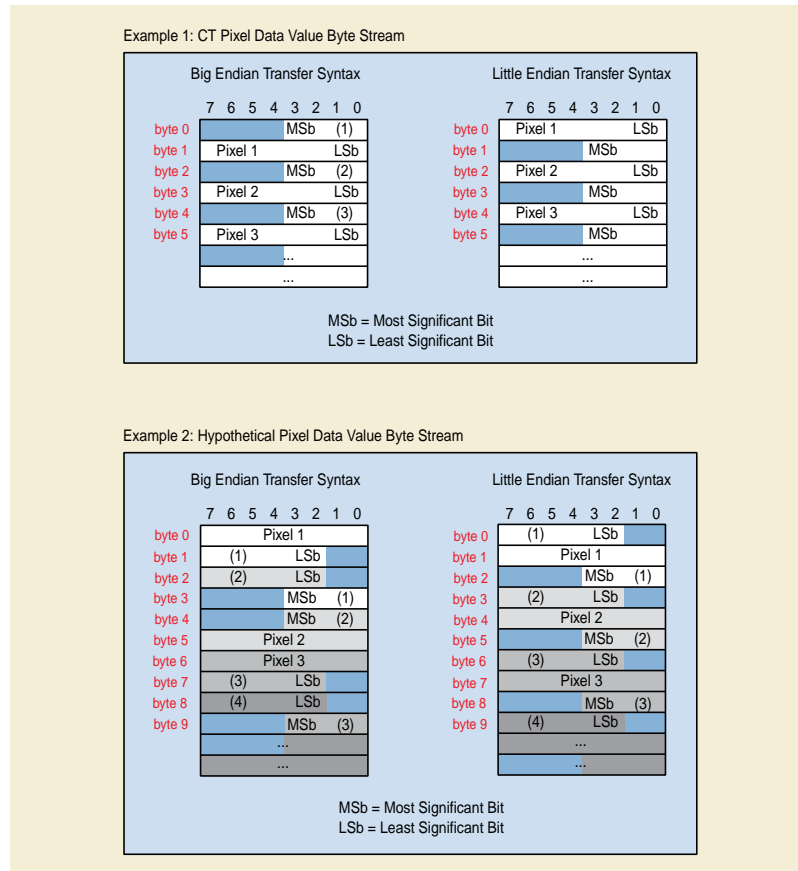 Example 1: CT Pixel Data Value Byte Stream
Big Endian Transfer Syntax
7 6 5 4 3 2 1 0
byte 0 MSb (1)
byte 1 Pixel 1 LSb
byte 2 MSb (2)
byte 3 Pixel 2 LSb
byte 4 MSb (3)
byte 5 Pixel 3 LSb
...
...
Little Endian Transfer Syntax
7 6 5 4 3 2 1 0
byte 0 Pixel 1 LSb
byte 1 MSb
byte 2 Pixel 2 LSb
byte 3 MSb
byte 4 Pixel 3 LSb
byte 5 MSb
...
...
MSb = Most Significant Bit
LSb = Least Significant Bit
Example 2: Hypothetical Pixel Data Value Byte Stream
Big Endian Transfer Syntax
7 6 5 4 3 2 1 0
byte 0 Pixel 1
byte 1 (1) LSb
byte 2 (2) LSb
byte 3 MSb (1)
byte 4 MSb (2)
byte 5 Pixel 2
byte 6 Pixel 3
byte 7 (3) LSb
byte 8 (4) LSb
byte 9 MSb (3)
...
...
Little Endian Transfer Syntax
7 6 5 4 3 2 1 0
byte 0 (1) LSb
byte 1 Pixel 1
byte 2 MSb (1)
byte 3 (2) LSb
byte 4 Pixel 2
byte 5 MSb (2)
byte 6 (3) LSb
byte 7 Pixel 3
byte 8 MSb (3)
byte 9 (4) LSb
...
...
MSb = Most Significant Bit
LSb = Least Significant Bit